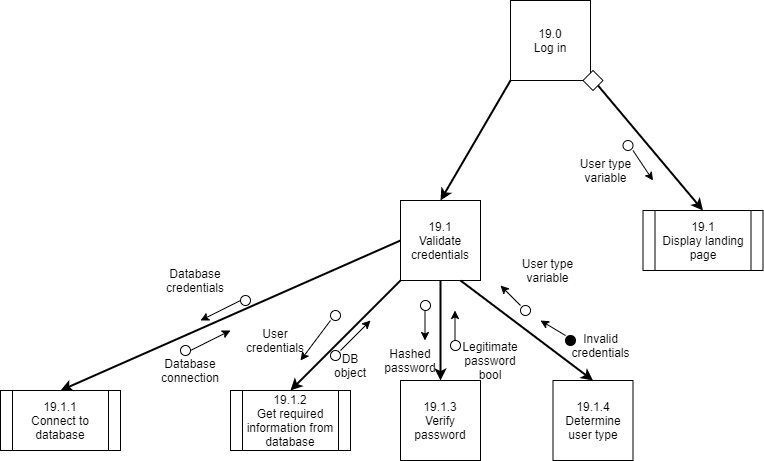 19.0
Log in
User type
variable
19.1
Validate
credentials
19.1
Display landing
page
Database
credentials
User type
variable
User
credentials
Database
connection
DB
object
Hashed
password
Legitimate
password
bool
Invalid
credentials
19.1.1
Connect to
database
19.1.2
Get required
information from
database
19.1.3
Verify
password
19.1.4
Determine
user type